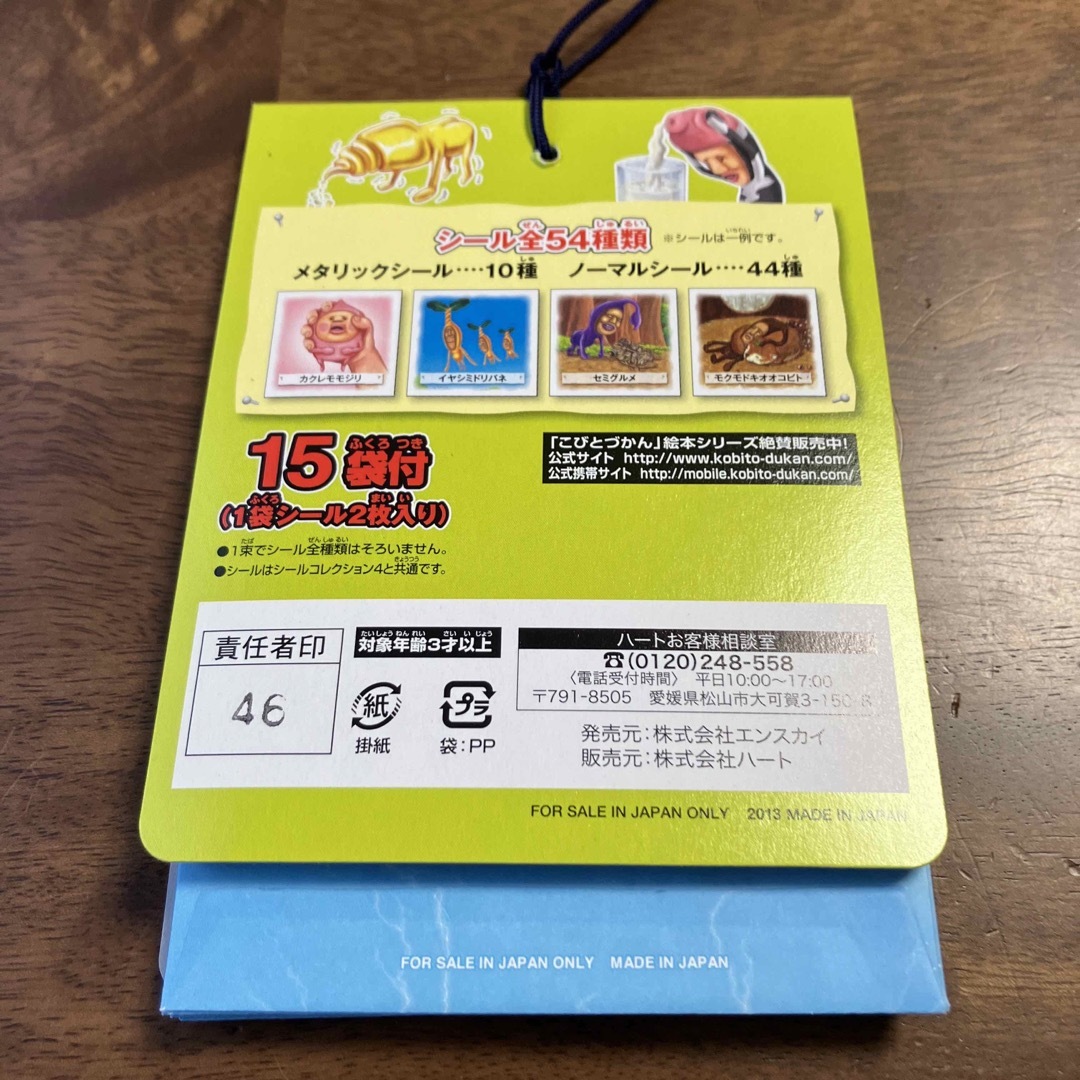 シール全54種類 ※シールは一例です。
メタリックシール‥‥10種 ノーマルシール‥‥44種
カクレモモジリ
イヤシミドリバネ
セミグルメ
モクモドキオオコビト
15袋付
(1袋シール2枚入り)
●1束でシール全種類はそろいません。
●シールはシールコレクション4と共通です。
「こびとづかん」絵本シリーズ絶賛販売中!
公式サイト http://www.kobito-dukan.com/
公式携帯サイト http://mobile.kobito-dukan.com/
責任者印
46
対象年齢3才以上
紙
掛紙
プラ
袋:PP
ハートお客様相談室
☎(0120)248-558
〈電話受付時間〉 平日10:00~17:00
〒791-8505 愛媛県松山市大可賀3-150-8
発売元:株式会社エンスカイ
販売元:株式会社ハート
FOR SALE IN JAPAN ONLY 2013 MADE IN JAPAN
FOR SALE IN JAPAN ONLY MADE IN JAPAN